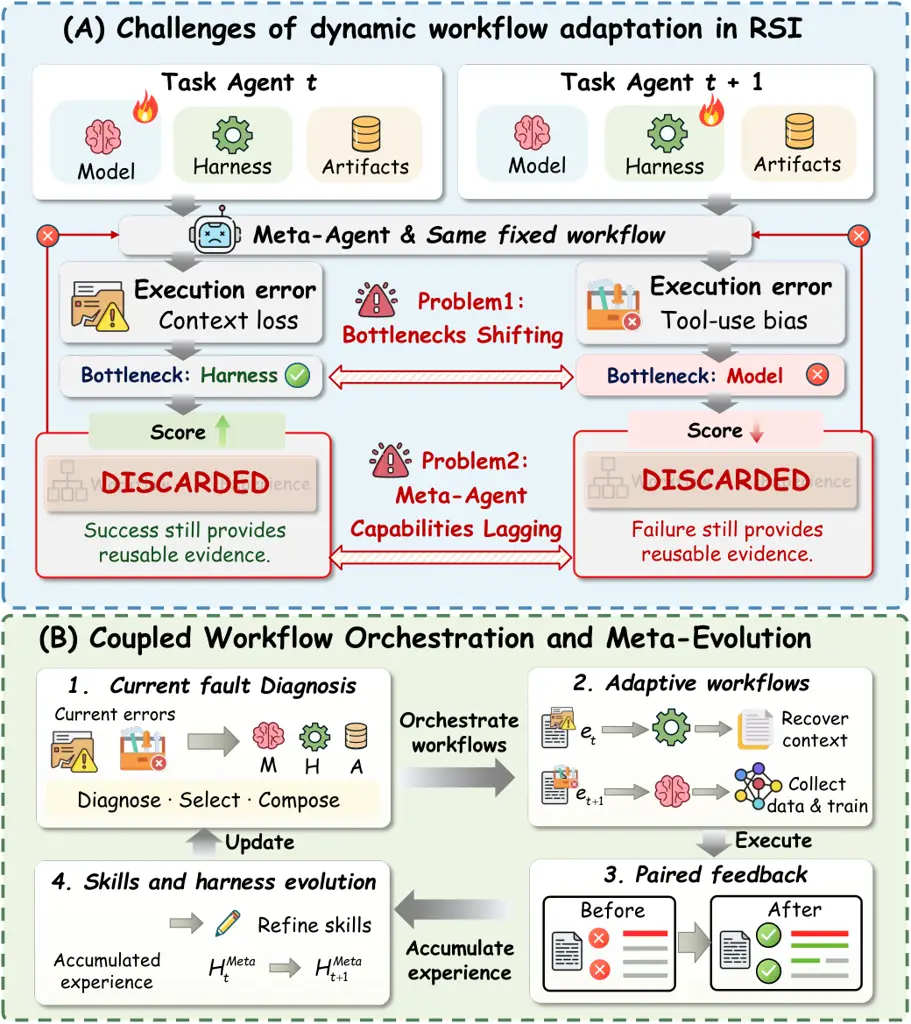 (A) Challenges of dynamic workflow adaptation in RSI
Task Agent t
Model
Harness
Artifacts
Task Agent t + 1
Model
Harness
Artifacts
Meta-Agent & Same fixed workflow
Execution error
Context loss
Problem1:
Bottlenecks Shifting
Execution error
Tool-use bias
Bottleneck: Harness
Bottleneck: Model
Score
Score
DISCARDED
Success still provides
reusable evidence.
Problem2:
Meta-Agent
Capabilities Lagging
DISCARDED
Failure still provides
reusable evidence.
(B) Coupled Workflow Orchestration and Meta-Evolution
1. Current fault Diagnosis
Current errors
M H A
Diagnose · Select · Compose
Orchestrate
workflows
2. Adaptive workflows
e_t
Recover
context
e_{t+1}
Collect
data & train
Update
Execute
4. Skills and harness evolution
Refine skills
Accumulated
experience
H_t^{Meta}
H_{t+1}^{Meta}
Accumulate
experience
3. Paired feedback
Before
After